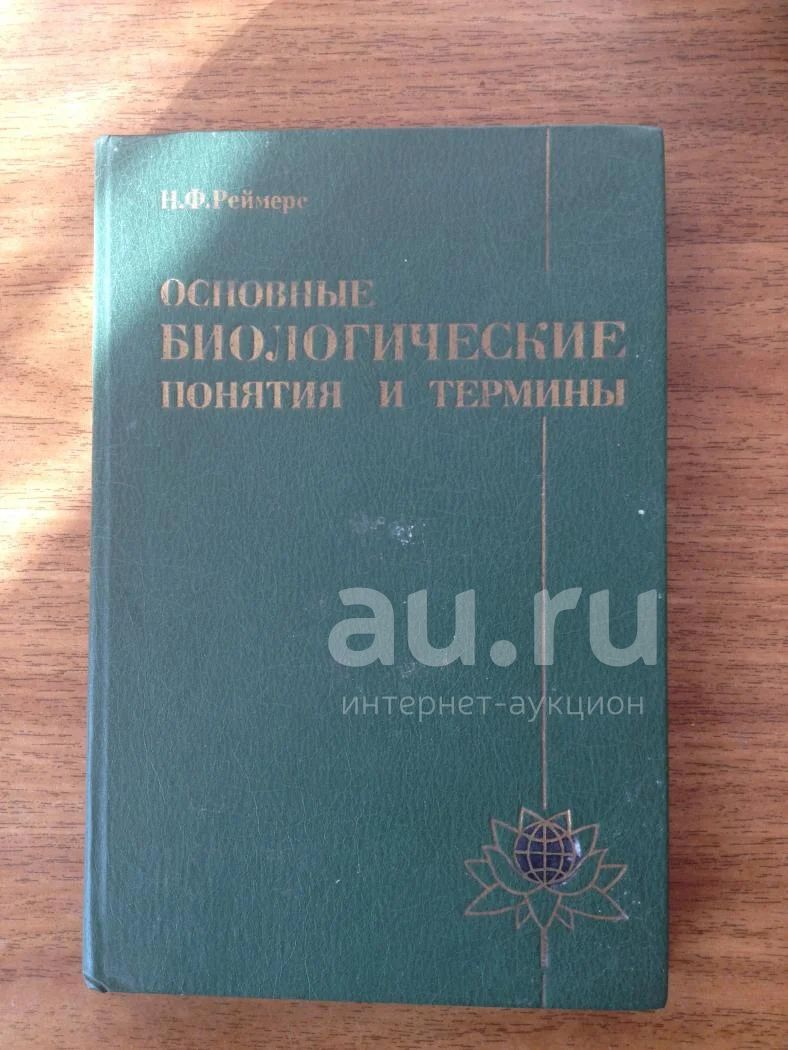 Н.Ф.Реймерс
ОСНОВНЫЕ
БИОЛОГИЧЕСКИЕ
ПОНЯТИЯ И ТЕРМИНЫ
au.ru
интернет-аукцион